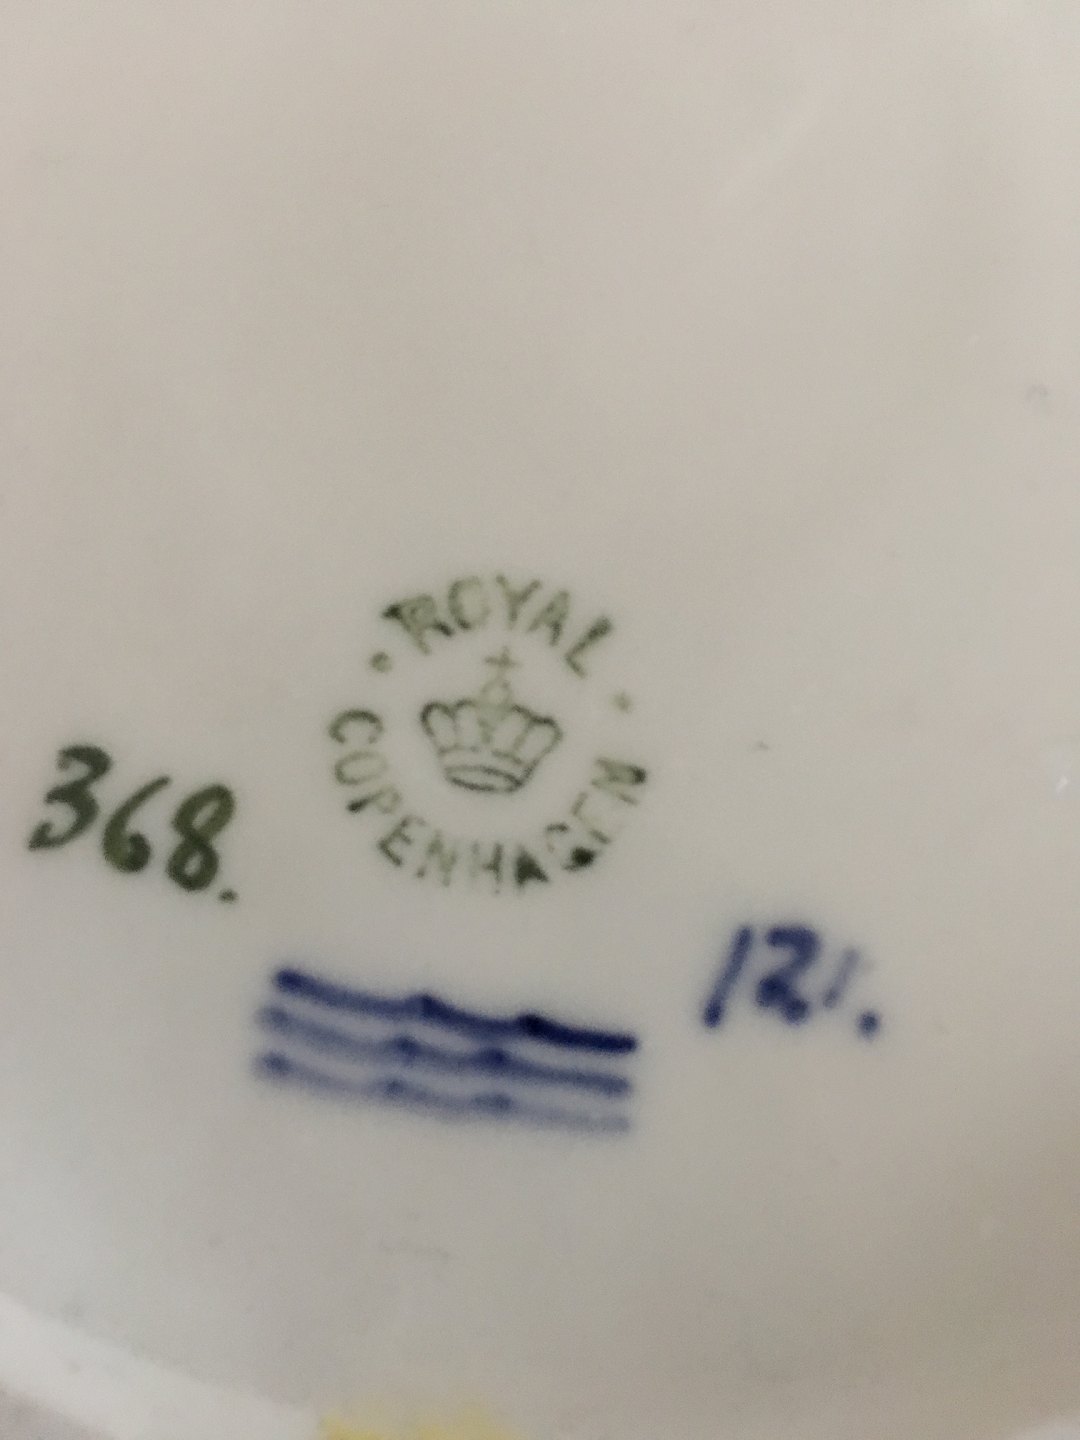 ROYAL
COPENHAGEN
368.
121.